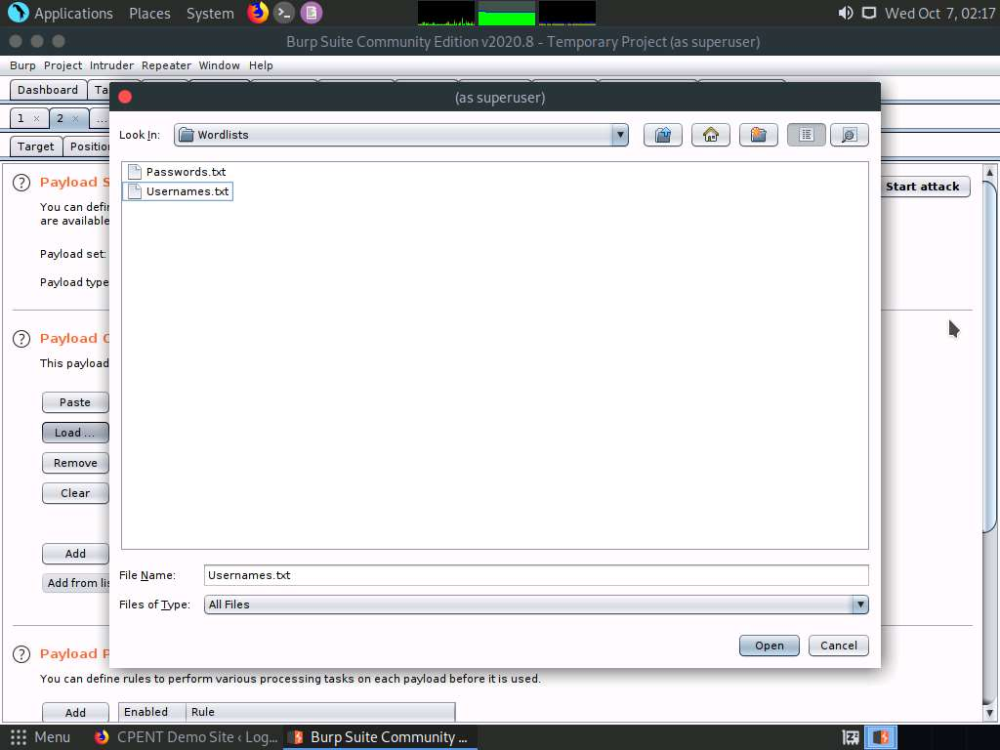 Applications Places System Wed Oct 7, 02:17
Burp Suite Community Edition v2020.8 - Temporary Project (as superuser)
Burp Project Intruder Repeater Window Help
Dashboard Ta
(as superuser)
1 × 2 × ...
Look In: Wordlists
Target Position
Passwords.txt
Usernames.txt
Payload S
Start attack
You can defin
are available
Payload set:
Payload type
Payload O
This payload
Paste
Load ...
Remove
Clear
Add
Add from lis
File Name: Usernames.txt
Files of Type: All Files
Open Cancel
Payload P
You can define rules to perform various processing tasks on each payload before it is used.
Add Enabled Rule
Menu CPENT Demo Site ‹ Log... Burp Suite Community ...